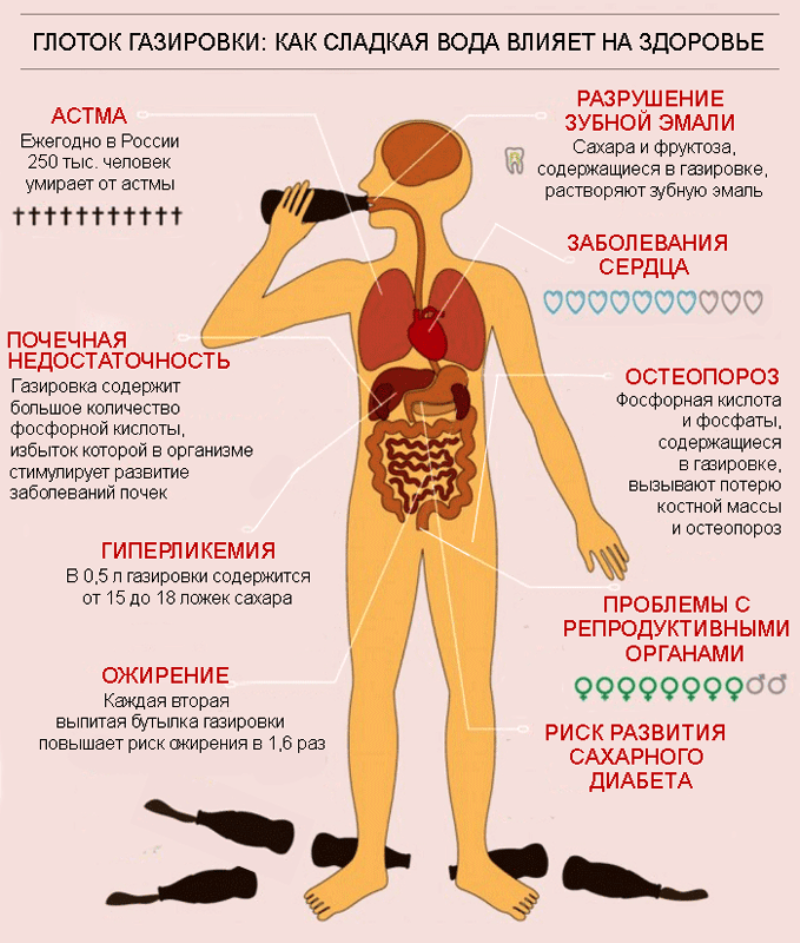 ГЛОТОК ГАЗИРОВКИ: КАК СЛАДКАЯ ВОДА ВЛИЯЕТ НА ЗДОРОВЬЕ
АСТМА
Ежегодно в России
250 тыс. человек
умирает от астмы
РАЗРУШЕНИЕ
ЗУБНОЙ ЭМАЛИ
Сахара и фруктоза,
содержащиеся в газировке,
растворяют зубную эмаль
ЗАБОЛЕВАНИЯ
СЕРДЦА
ПОЧЕЧНАЯ
НЕДОСТАТОЧНОСТЬ
Газировка содержит
большое количество
фосфорной кислоты,
избыток которой в организме
стимулирует развитие
заболеваний почек
ОСТЕОПОРОЗ
Фосфорная кислота
и фосфаты,
содержащиеся
в газировке,
вызывают потерю
костной массы
и остеопороз
ГИПЕРЛИКЕМИЯ
В 0,5 л газировки содержится
от 15 до 18 ложек сахара
ПРОБЛЕМЫ С
РЕПРОДУКТИВНЫМИ
ОРГАНАМИ
ОЖИРЕНИЕ
Каждая вторая
выпитая бутылка газировки
повышает риск ожирения в 1,6 раз
РИСК РАЗВИТИЯ
САХАРНОГО
ДИАБЕТА